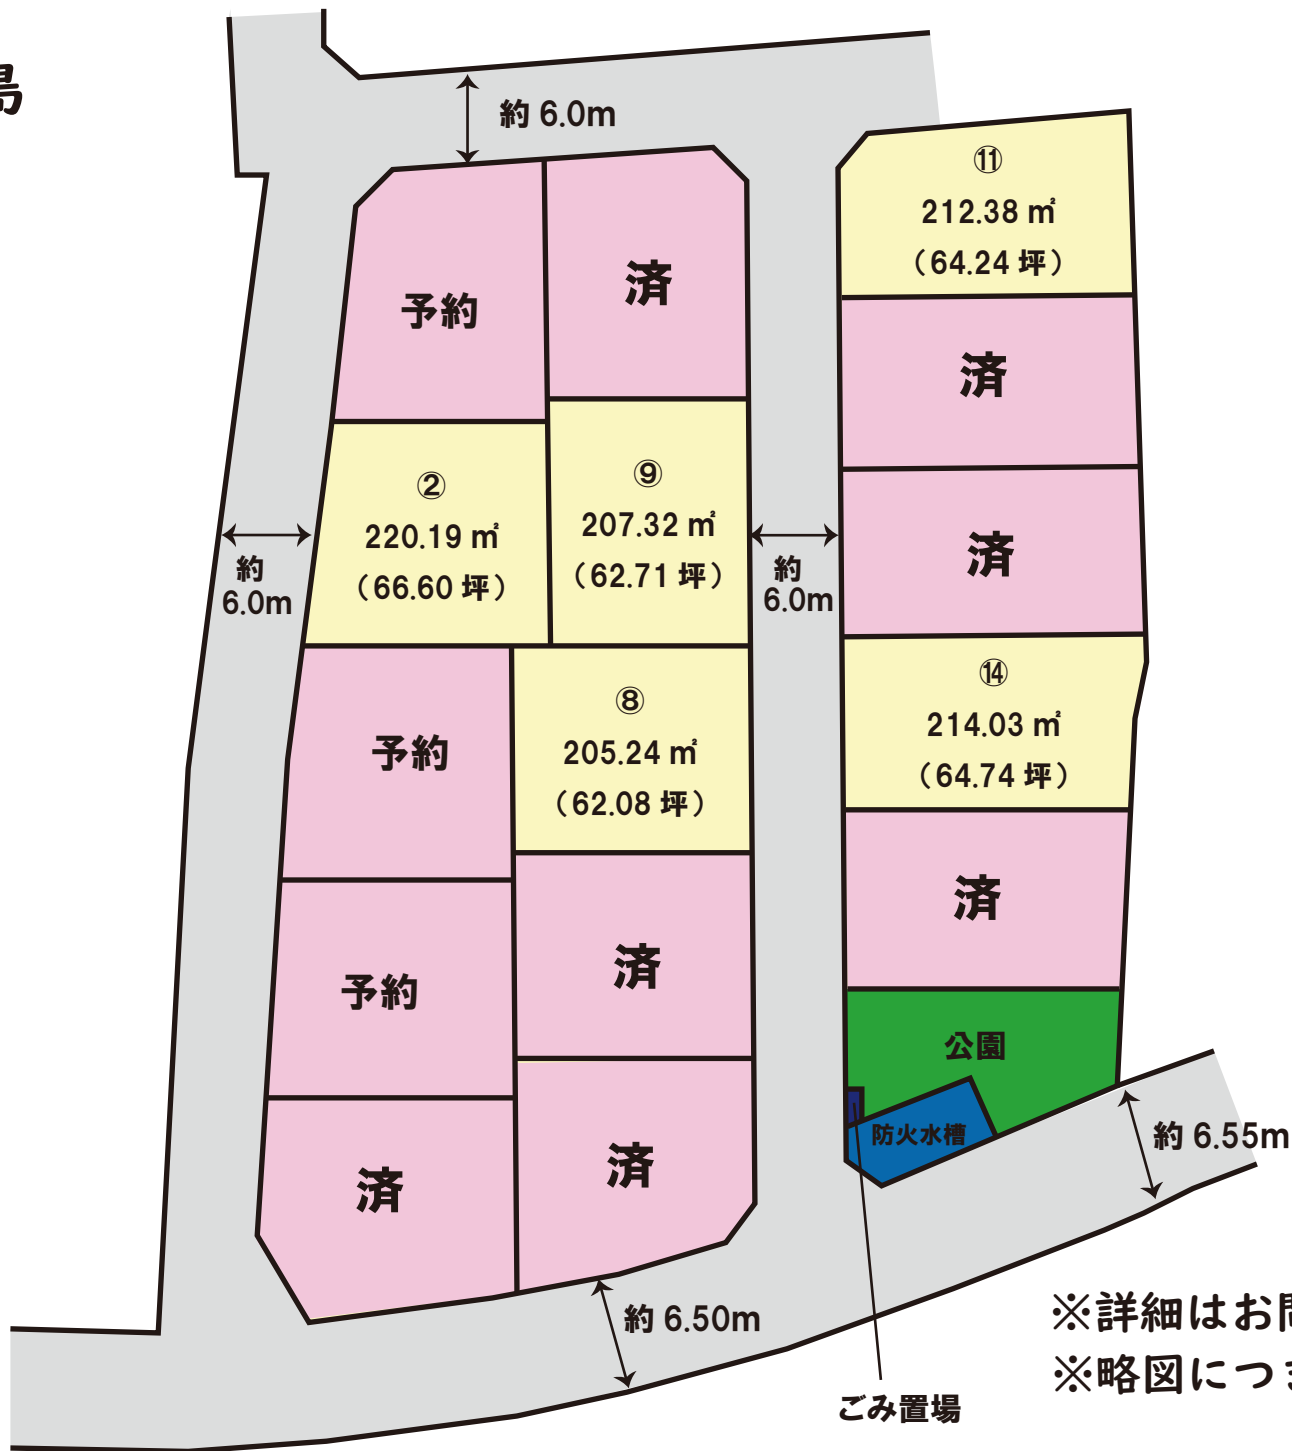 場
約 6.0m
⑪
212.38 ㎡
（64.24 坪）
済
予約
済
②
220.19 ㎡
（66.60 坪）
⑨
207.32 ㎡
（62.71 坪）
約
6.0m
約
6.0m
済
⑭
214.03 ㎡
（64.74 坪）
⑧
205.24 ㎡
（62.08 坪）
予約
済
済
予約
公園
防火水槽
約 6.55m
済
済
約 6.50m
ごみ置場
※詳細はお問
※略図につ